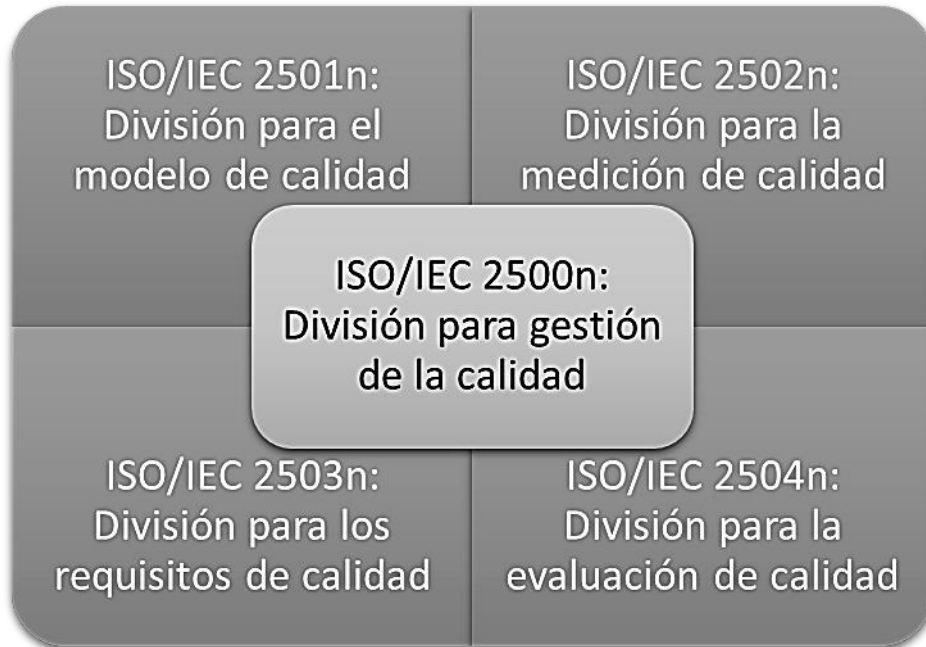 ISO/IEC 2501n:
División para el
modelo de calidad
ISO/IEC 2502n:
División para la
medición de calidad
ISO/IEC 2500n:
División para gestión
de la calidad
ISO/IEC 2503n:
División para los
requisitos de calidad
ISO/IEC 2504n:
División para la
evaluación de calidad